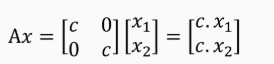 Ax = [c 0; 0 c] [x₁; x₂] = [c. x₁; c. x₂]